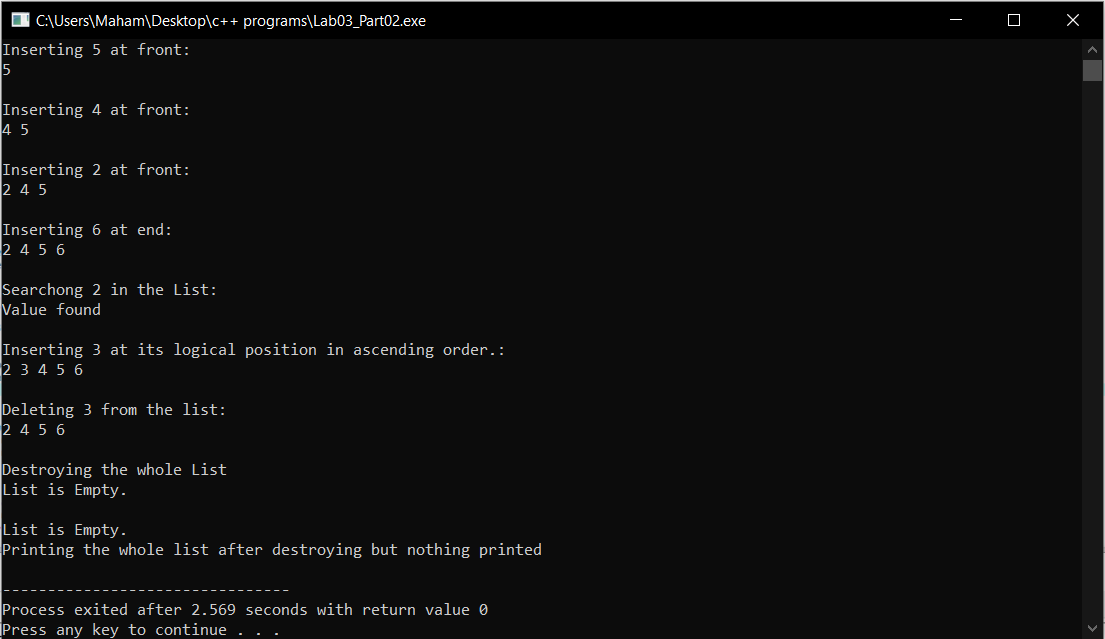 C:\Users\Maham\Desktop\c++ programs\Lab03_Part02.exe
Inserting 5 at front:
5
Inserting 4 at front:
4 5
Inserting 2 at front:
2 4 5
Inserting 6 at end:
2 4 5 6
Searchong 2 in the List:
Value found
Inserting 3 at its logical position in ascending order.:
2 3 4 5 6
Deleting 3 from the list:
2 4 5 6
Destroying the whole List
List is Empty.
List is Empty.
Printing the whole list after destroying but nothing printed
--------------------------------
Process exited after 2.569 seconds with return value 0
Press any key to continue . . .